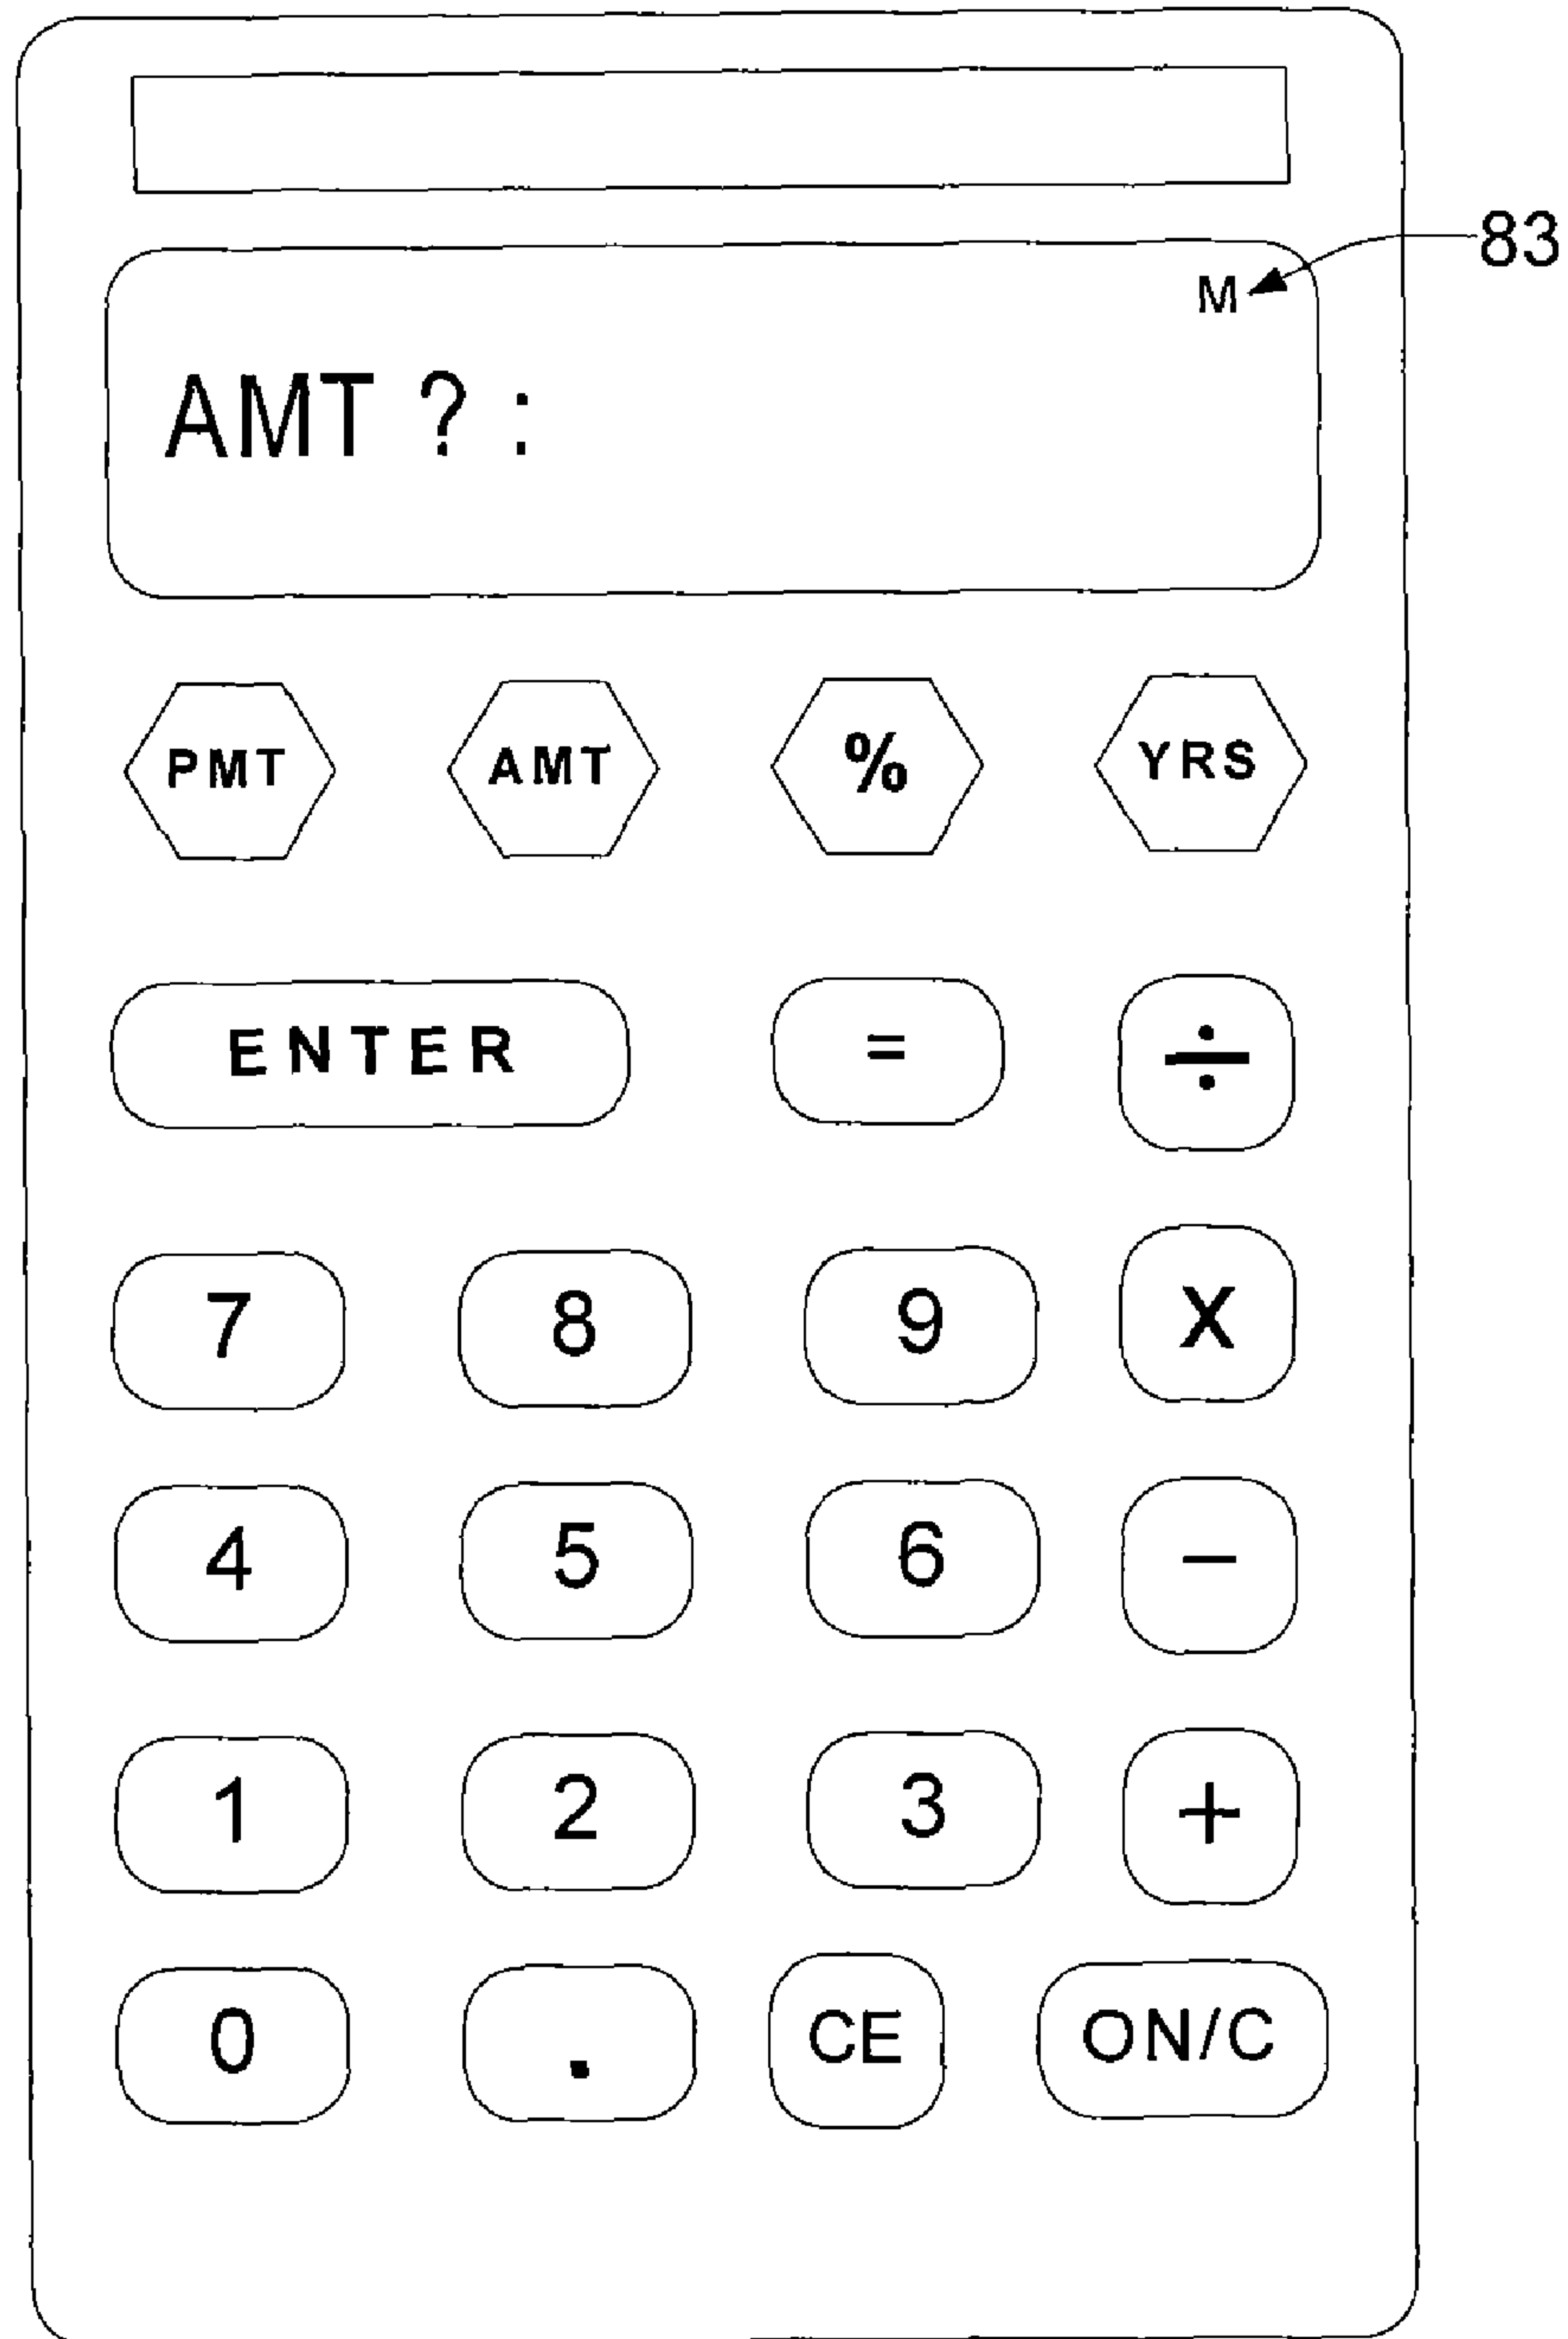 83
M
AMT ? :
PMT AMT % YRS
ENTER = ÷
7 8 9 X
4 5 6 −
1 2 3 +
0 . CE ON/C